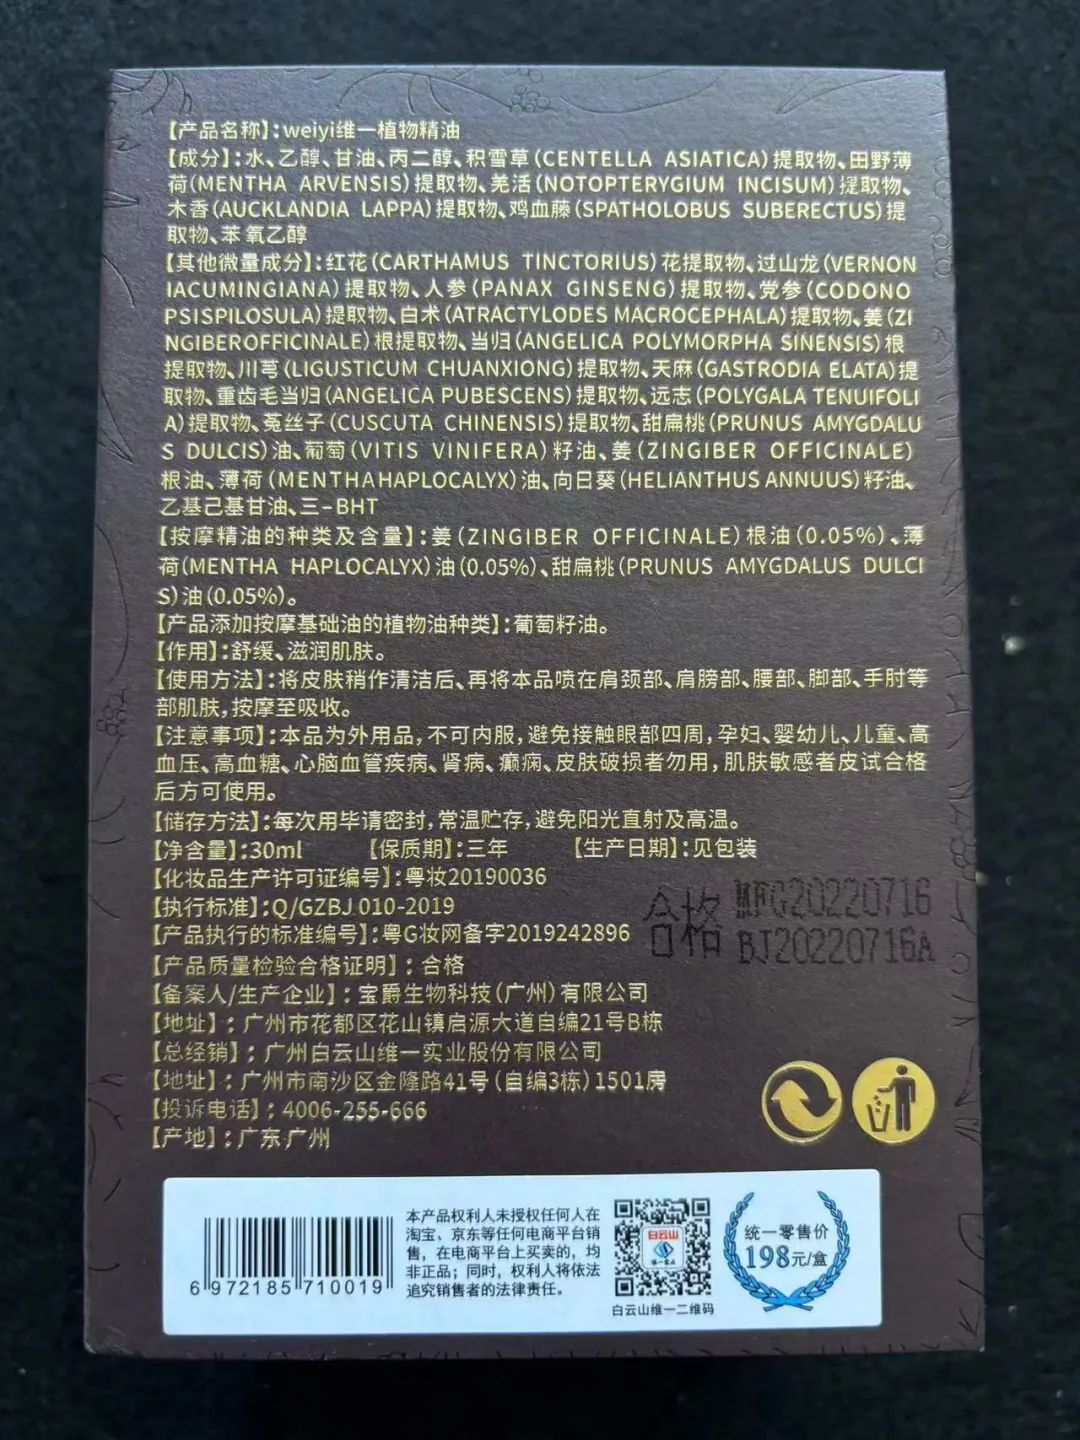 【产品名称】：weiyi维一植物精油
【成分】：水、乙醇、甘油、丙二醇、积雪草(CENTELLA ASIATICA)提取物、田野薄
荷(MENTHA ARVENSIS)提取物、羌活(NOTOPTERYGIUM INCISUM)提取物、
木香(AUCKLANDIA LAPPA)提取物、鸡血藤(SPATHOLOBUS SUBERECTUS)提
取物、苯氧乙醇
【其他微量成分】：红花(CARTHAMUS TINCTORIUS)花提取物、过山龙(VERNON
IACUMINGIANA)提取物、人参(PANAX GINSENG)提取物、党参(CODONO
PSISPILOSULA)提取物、白术(ATRACTYLODES MACROCEPHALA)提取物、姜(ZI
NGIBEROFFICINALE)根提取物、当归(ANGELICA POLYMORPHA SINENSIS)根
提取物、川芎(LIGUSTICUM CHUANXIONG)提取物、天麻(GASTRODIA ELATA)提
取物、重齿毛当归(ANGELICA PUBESCENS)提取物、远志(POLYGALA TENUIFOLI
A)提取物、菟丝子(CUSCUTA CHINENSIS)提取物、甜扁桃(PRUNUS AMYGDALU
S DULCIS)油、葡萄(VITIS VINIFERA)籽油、姜(ZINGIBER OFFICINALE)
根油、薄荷(MENTHAHAPLOCALYX)油、向日葵(HELIANTHUS ANNUUS)籽油、
乙基己基甘油、三-BHT
【按摩精油的种类及含量】：姜(ZINGIBER OFFICINALE)根油(0.05%)、薄
荷(MENTHA HAPLOCALYX)油(0.05%)、甜扁桃(PRUNUS AMYGDALUS DULCI
S)油(0.05%)。
【产品添加按摩基础油的植物油种类】：葡萄籽油。
【作用】：舒缓、滋润肌肤。
【使用方法】：将皮肤稍作清洁后、再将本品喷在肩颈部、肩膀部、腰部、脚部、手肘等
部肌肤，按摩至吸收。
【注意事项】：本品为外用品，不可内服，避免接触眼部四周，孕妇、婴幼儿、儿童、高
血压、高血糖、心脑血管疾病、肾病、癫痫、皮肤破损者勿用，肌肤敏感者皮试合格
后方可使用。
【储存方法】：每次用毕请密封，常温贮存，避免阳光直射及高温。
【净含量】：30ml 【保质期】：三年 【生产日期】：见包装
【化妆品生产许可证编号】：粤妆20190036
【执行标准】：Q/GZBJ 010-2019
【产品执行的标准编号】：粤G妆网备字2019242896
【产品质量检验合格证明】：合格
合格 MFG20220716
BJ20220716A
【备案人/生产企业】：宝爵生物科技(广州)有限公司
【地址】：广州市花都区花山镇启源大道自编21号B栋
【总经销】：广州白云山维一实业股份有限公司
【地址】：广州市南沙区金隆路41号(自编3栋)1501房
【投诉电话】：4006-255-666
【产地】：广东广州
6 972185 710019
本产品权利人未授权任何人在
淘宝、京东等任何电商平台销
售，在电商平台上买卖的，均
非正品；同时，权利人将依法
追究销售者的法律责任。
白云山
维一实业
白云山维一二维码
统一零售价
198元/盒